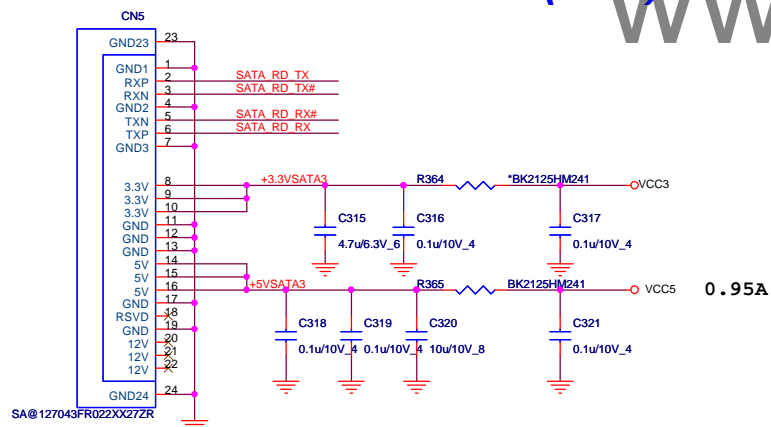 WW
CN5
GND23 23
GND1 1
RXP 2 SATA_RD_TX
RXN 3 SATA_RD_TX#
GND2 4
TXN 5 SATA_RD_RX#
TXP 6 SATA_RD_RX
GND3 7
3.3V 8 +3.3VSATA3 R364 *BK2125HM241 VCC3
3.3V 9
3.3V 10
GND 11
GND 12
GND 13
C315 C316 C317
4.7u/6.3V_6 0.1u/10V_4 0.1u/10V_4
5V 14
5V 15
5V 16 +5VSATA3 R365 BK2125HM241 VCC5 0.95A
GND 17
RSVD 18
GND 19
12V 20
12V 21
12V 22
C318 C319 C320 C321
0.1u/10V_4 0.1u/10V_4 10u/10V_8 0.1u/10V_4
GND24 24
SA@127043FR022XX27ZR